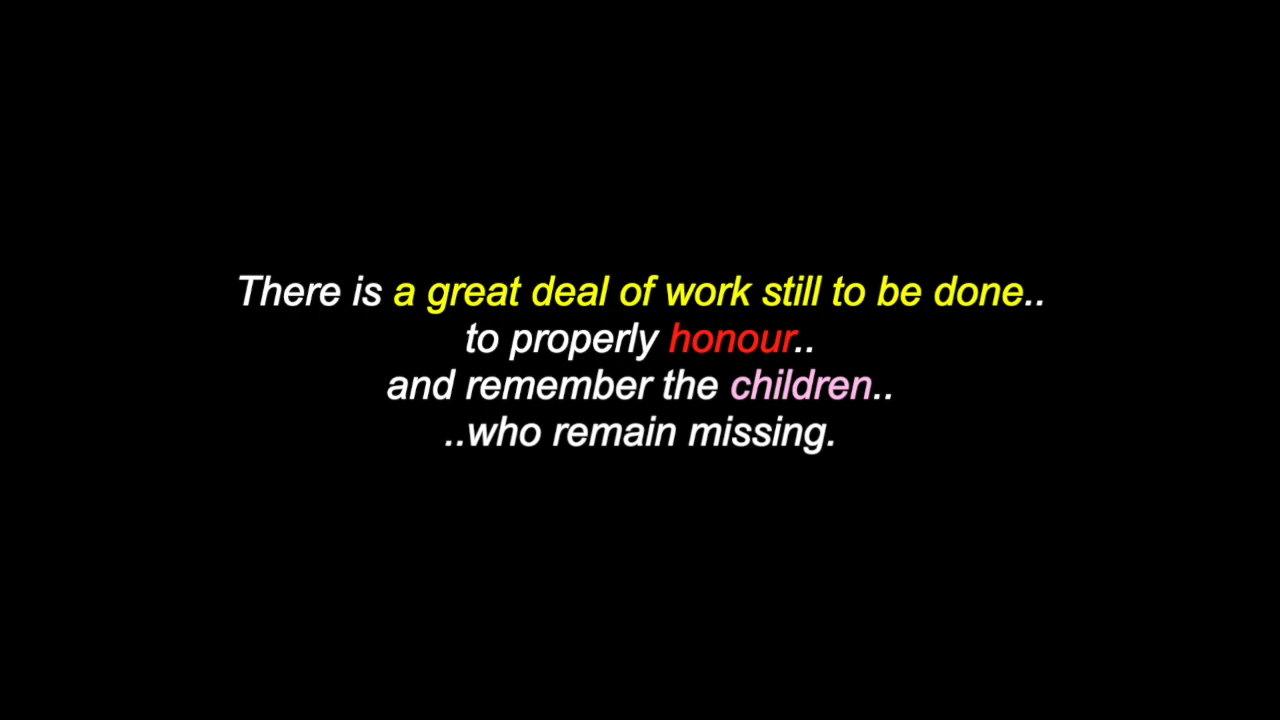 There is a great deal of work still to be done..
to properly honour..
and remember the children..
..who remain missing.